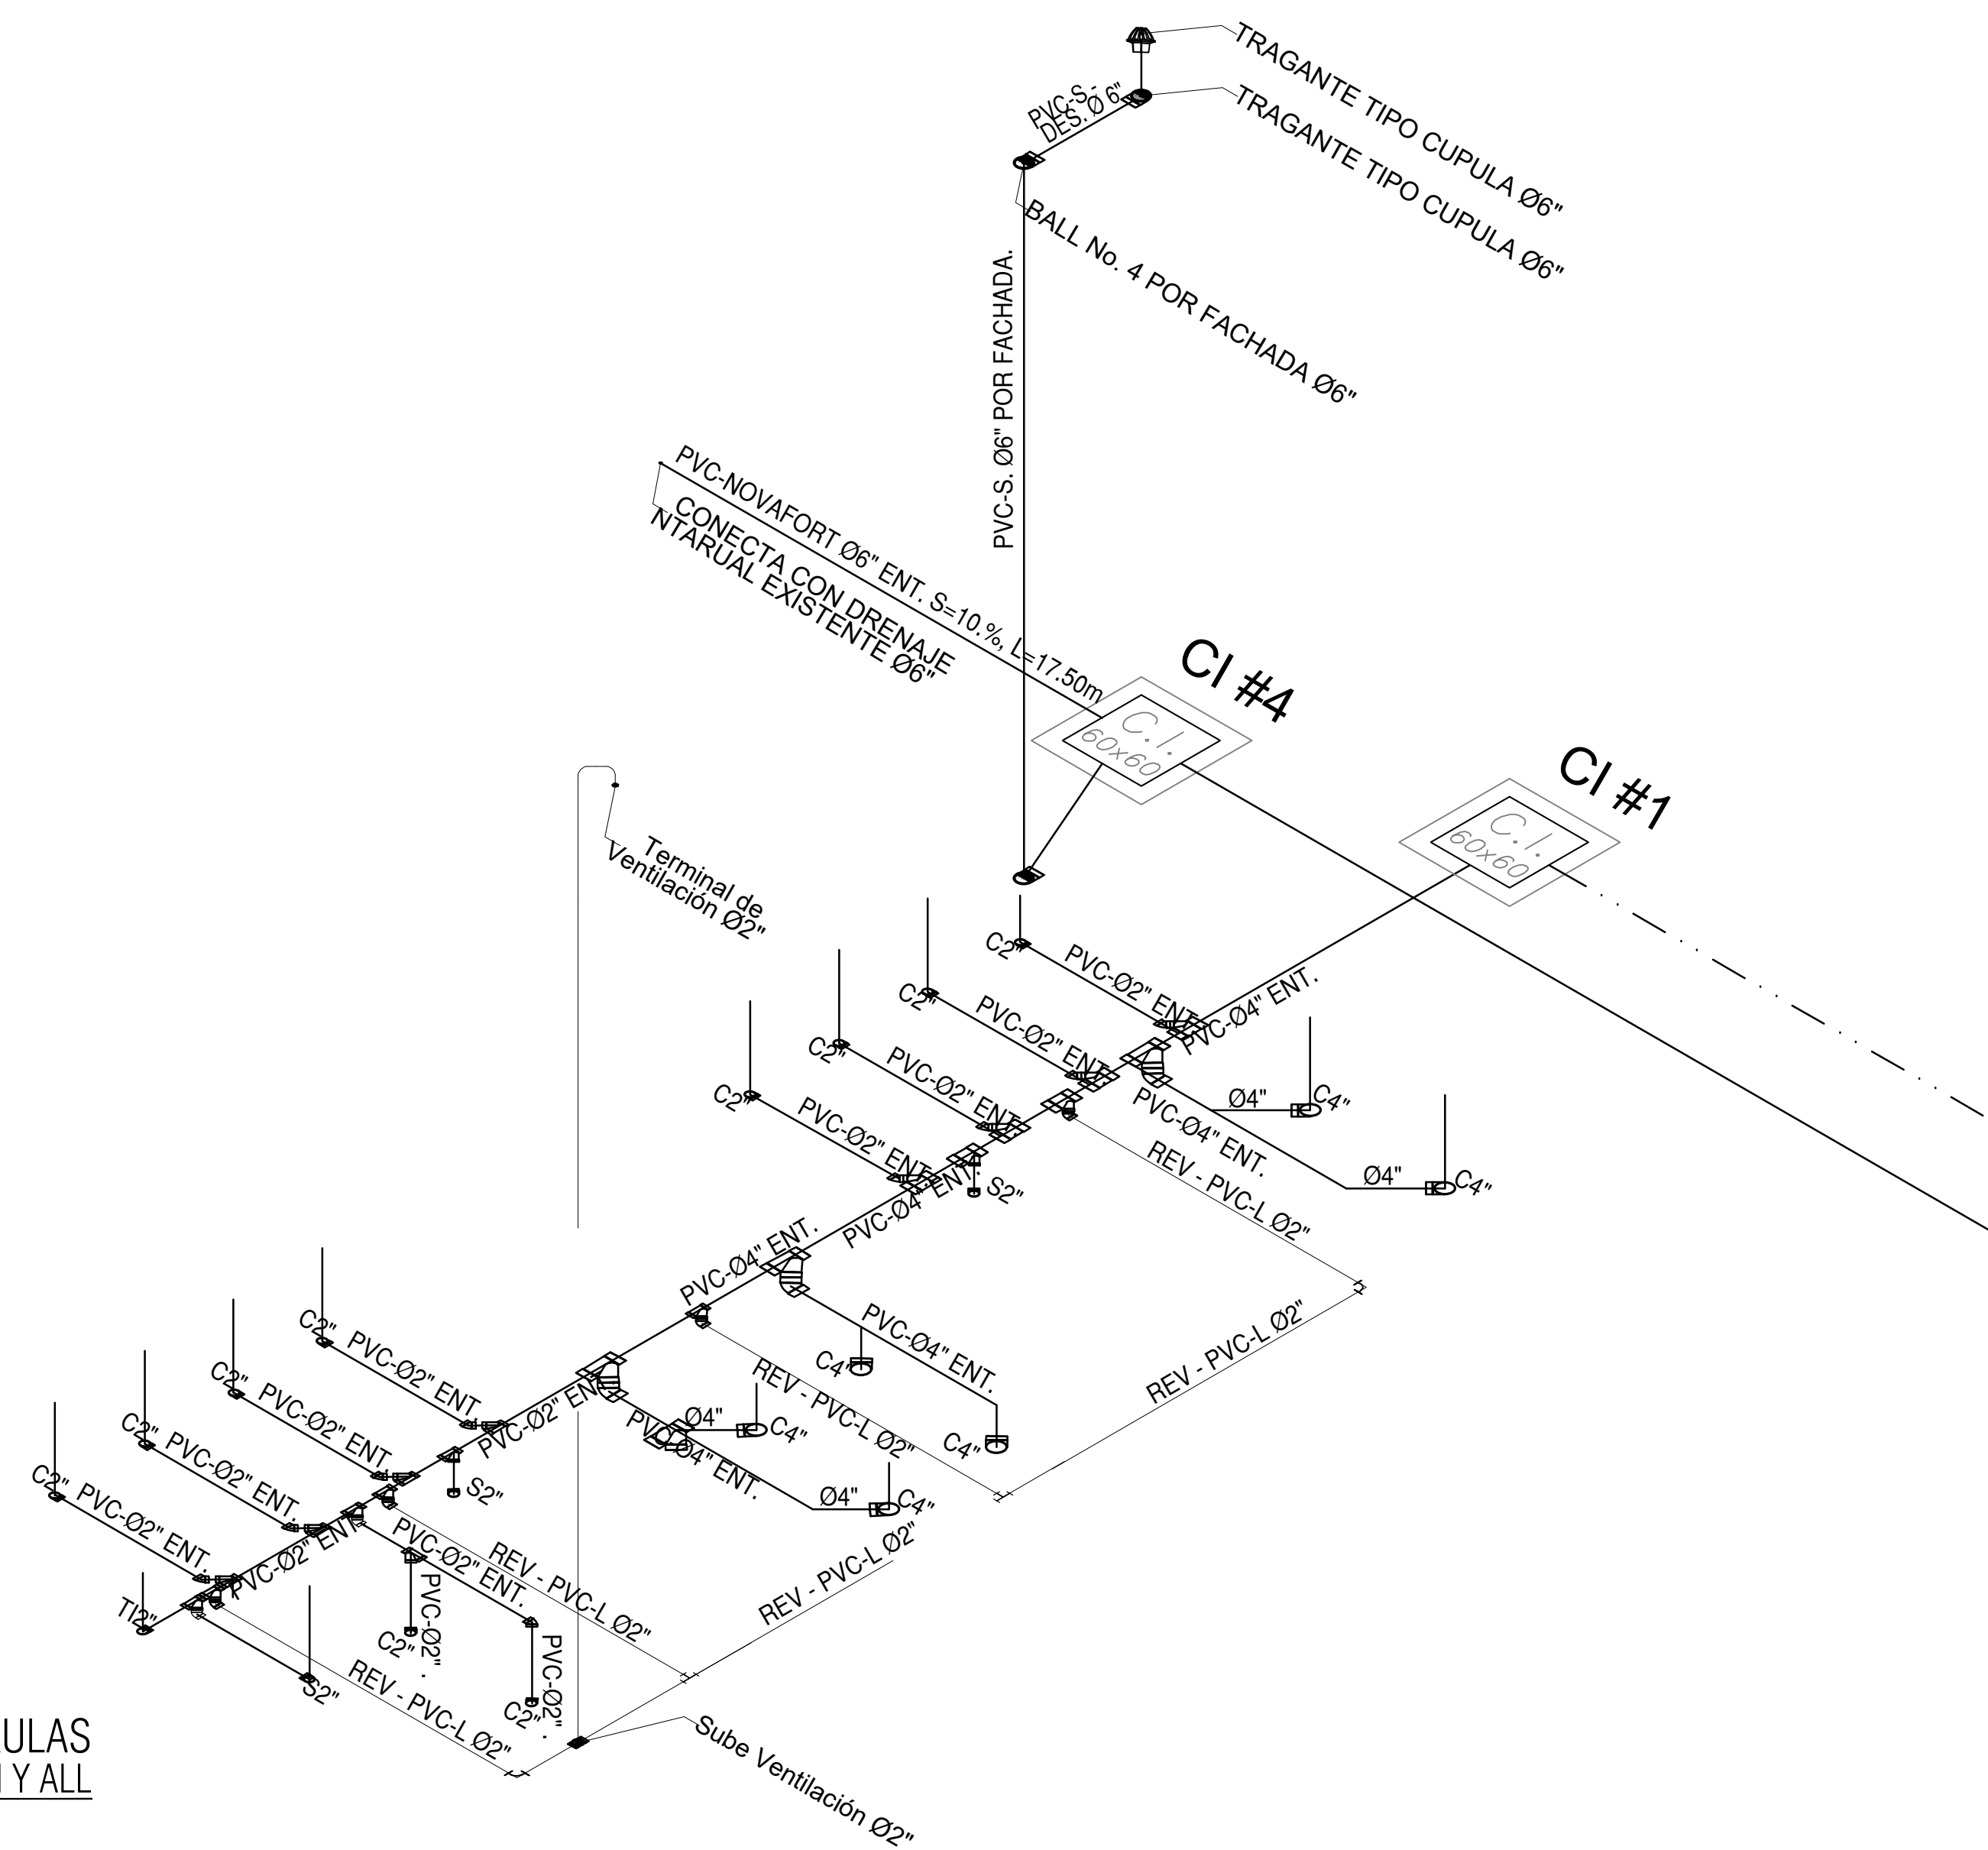 TRAGANTE TIPO CUPULA Ø6"
TRAGANTE TIPO CUPULA Ø6"
PVC-S.-
DES. Ø 6"
BALL No. 4 POR FACHADA Ø6"
PVC-S. Ø6" POR FACHADA.
PVC-NOVAFORT Ø6" ENT. S=10.%, L=17.50m
CONECTA CON DRENAJE
NTARUAL EXISTENTE Ø6"
CI #4
C.I.
60x60
CI #1
C.I.
60x60
Terminal de
Ventilación Ø2"
C2"
PVC-Ø2" ENT.
PVC-Ø4" ENT.
C2"
PVC-Ø2" ENT.
C2"
PVC-Ø2" ENT.
C2"
PVC-Ø2" ENT.
Ø4"
C4"
PVC-Ø4" ENT.
Ø4"
C4"
REV - PVC-L Ø2"
S2"
PVC-Ø4" ENT.
PVC-Ø4" ENT.
PVC-Ø4" ENT.
C4"
C4"
REV - PVC-L Ø2"
REV - PVC-L Ø2"
C2"
PVC-Ø2" ENT.
C2"
PVC-Ø2" ENT.
C2"
PVC-Ø2" ENT.
C2"
PVC-Ø2" ENT.
PVC-Ø2" ENT.
Ø4"
C4"
PVC-Ø4" ENT.
Ø4"
C4"
S2"
PVC-Ø2" ENT.
PVC-Ø2" ENT.
REV - PVC-L Ø2"
REV - PVC-L Ø2"
TI2"
S2"
C2"
PVC-Ø2".
C2"
PVC-Ø2".
REV - PVC-L Ø2"
Sube Ventilación Ø2"
ULAS
Y ALL